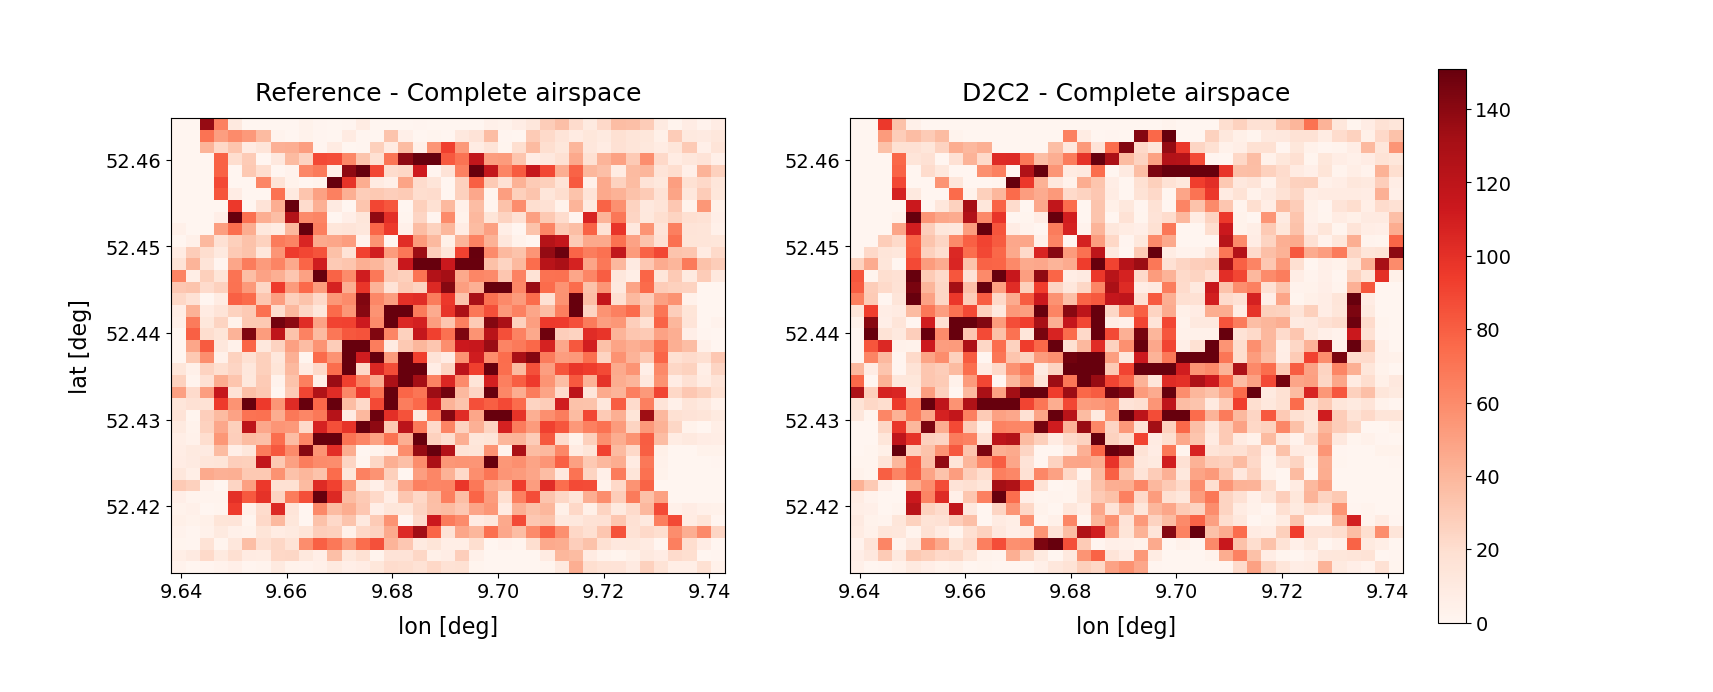 Reference - Complete airspace
D2C2 - Complete airspace
52.46
52.45
52.44
52.43
52.42
lat [deg]
9.64 9.66 9.68 9.70 9.72 9.74
lon [deg]
52.46
52.45
52.44
52.43
52.42
9.64 9.66 9.68 9.70 9.72 9.74
lon [deg]
140
120
100
80
60
40
20
0